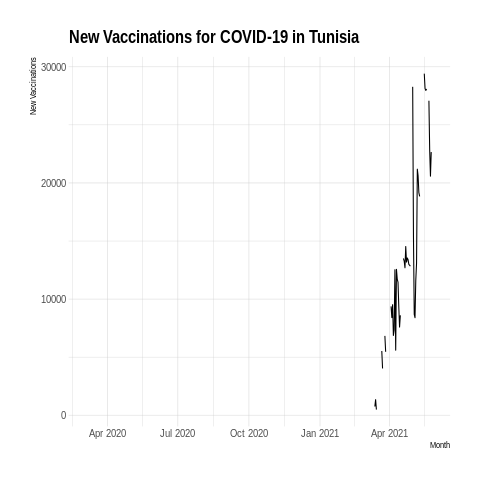 New Vaccinations for COVID-19 in Tunisia
New Vaccinations
30000
20000
10000
0
Apr 2020 Jul 2020 Oct 2020 Jan 2021 Apr 2021
Month